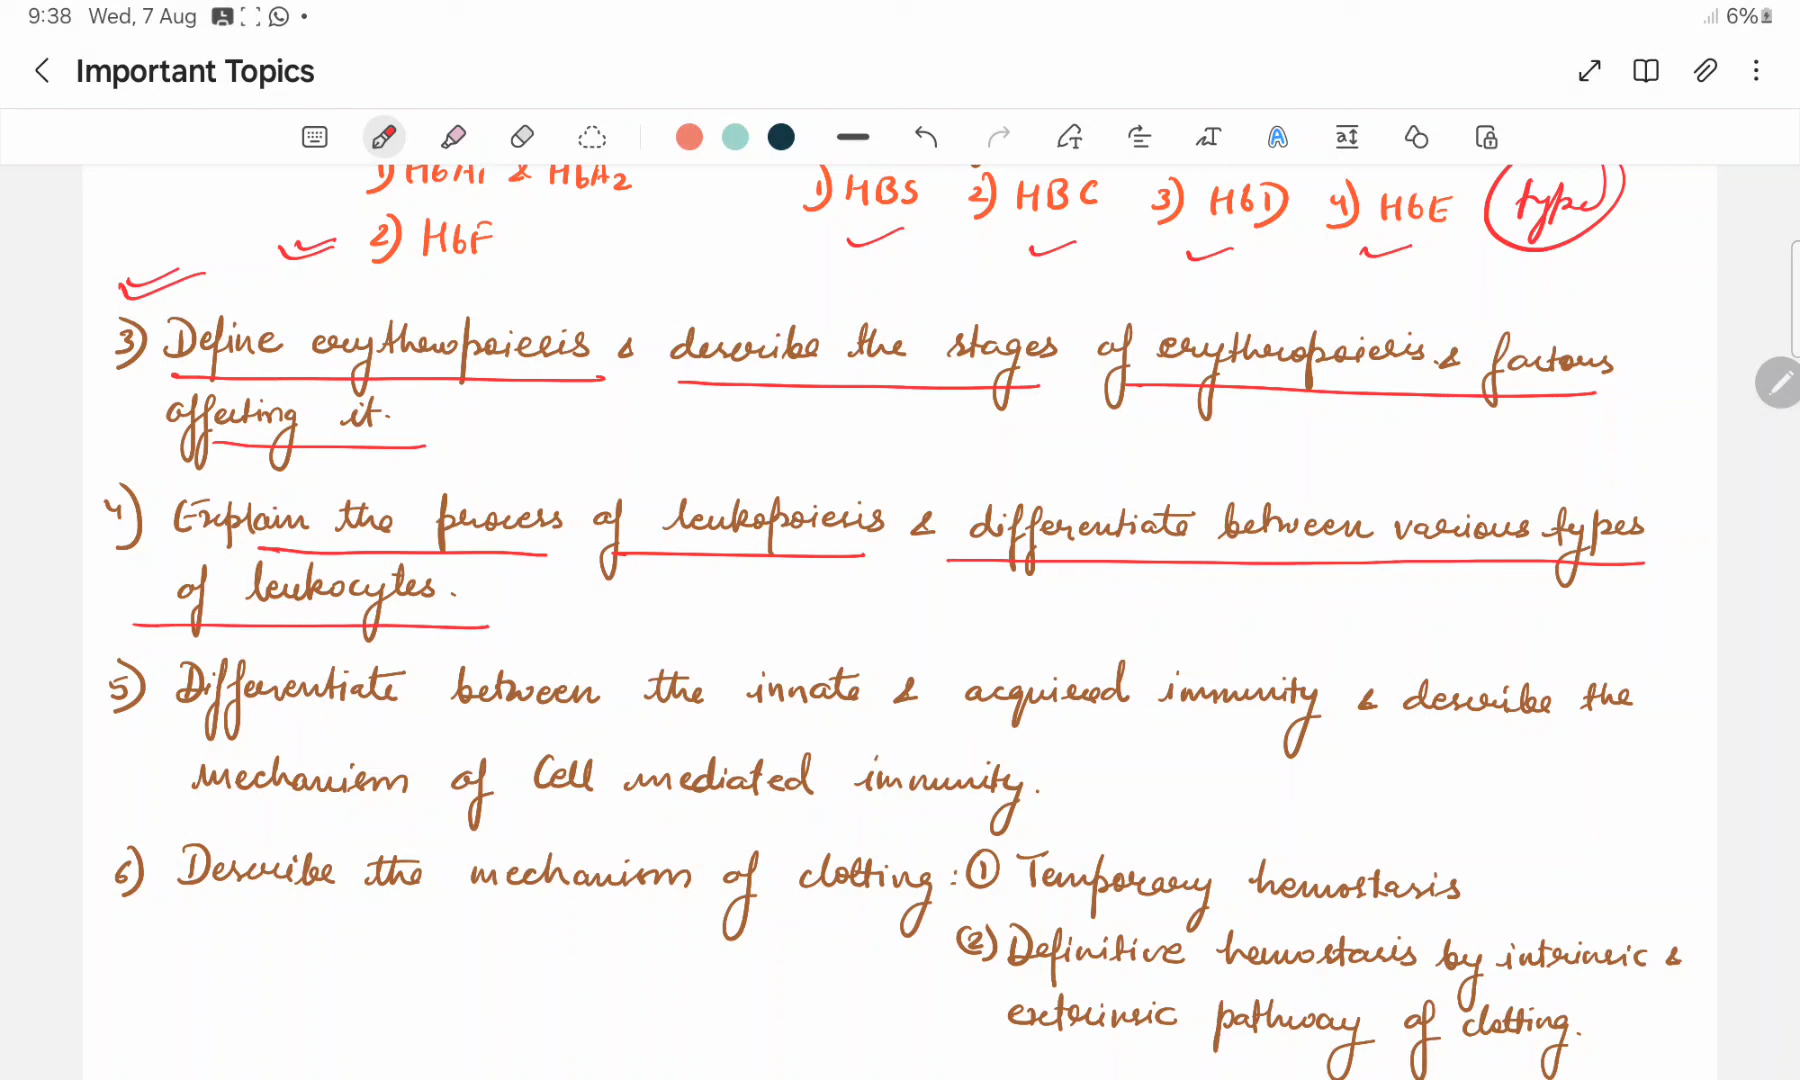 9:38 Wed, 7 Aug
6%
Important Topics
1) HbA1 & HbA2
1) HBS 2) HBC 3) HbD 4) HbE (type)
2) HbF
3) Define erythropoiesis & describe the stages of erythropoiesis. & factors
affecting it.
4) Explain the process of leukopoiesis & differentiate between various types
of leukocytes.
5) Differentiate between the innate & acquired immunity & describe the
mechanism of Cell mediated immunity.
6) Describe the mechanism of clotting: ① Temporary hemostasis
(2) Definitive hemostasis by intrinsic &
extrinsic pathway of clotting.